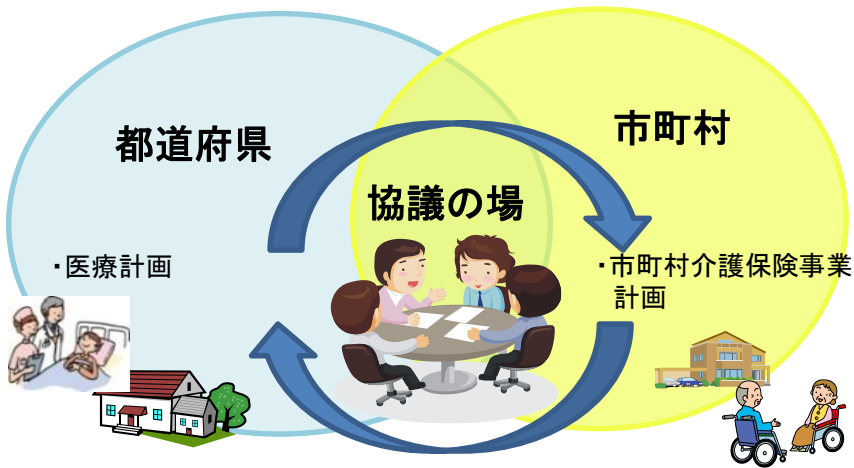 都道府県
市町村
協議の場
・医療計画
・市町村介護保険事業
計画